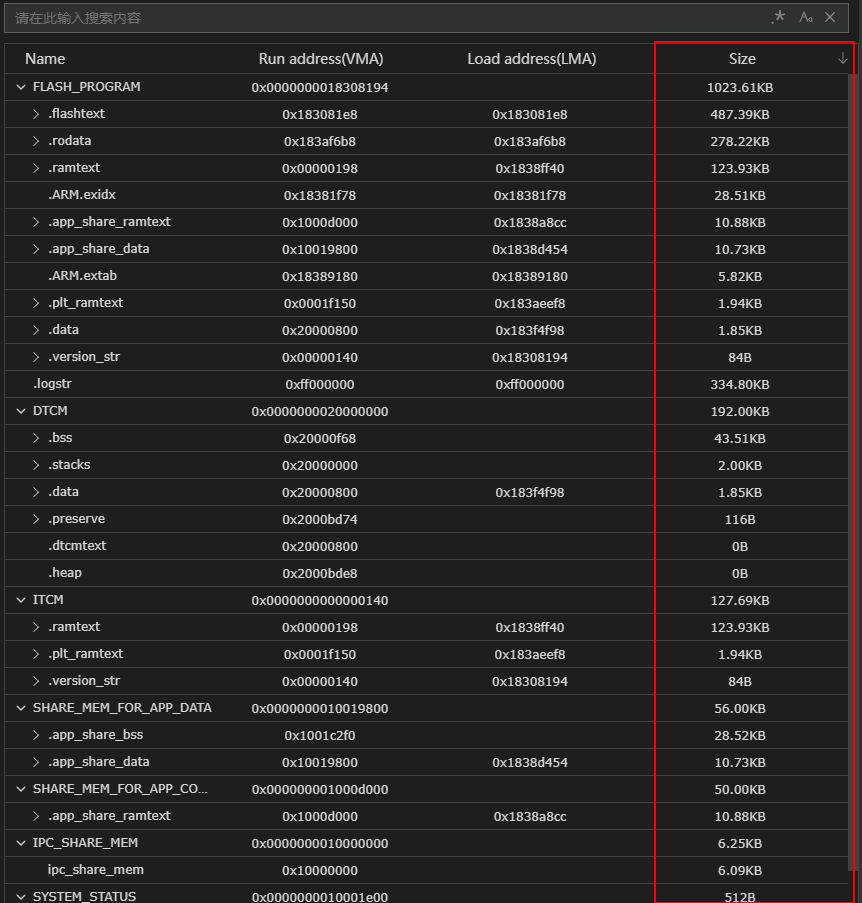 请在此输入搜索内容 .* Aa
Name Run address(VMA) Load address(LMA) Size
FLASH_PROGRAM 0x0000000018308194 1023.61KB
.flashtext 0x183081e8 0x183081e8 487.39KB
.rodata 0x183af6b8 0x183af6b8 278.22KB
.ramtext 0x00000198 0x1838ff40 123.93KB
.ARM.exidx 0x18381f78 0x18381f78 28.51KB
.app_share_ramtext 0x1000d000 0x1838a8cc 10.88KB
.app_share_data 0x10019800 0x1838d454 10.73KB
.ARM.extab 0x18389180 0x18389180 5.82KB
.plt_ramtext 0x0001f150 0x183aeef8 1.94KB
.data 0x20000800 0x183f4f98 1.85KB
.version_str 0x00000140 0x18308194 84B
.logstr 0xff000000 0xff000000 334.80KB
DTCM 0x0000000020000000 192.00KB
.bss 0x20000f68 43.51KB
.stacks 0x20000000 2.00KB
.data 0x20000800 0x183f4f98 1.85KB
.preserve 0x2000bd74 116B
.dtcmtext 0x20000800 0B
.heap 0x2000bde8 0B
ITCM 0x0000000000000140 127.69KB
.ramtext 0x00000198 0x1838ff40 123.93KB
.plt_ramtext 0x0001f150 0x183aeef8 1.94KB
.version_str 0x00000140 0x18308194 84B
SHARE_MEM_FOR_APP_DATA 0x0000000010019800 56.00KB
.app_share_bss 0x1001c2f0 28.52KB
.app_share_data 0x10019800 0x1838d454 10.73KB
SHARE_MEM_FOR_APP_CO... 0x000000001000d000 50.00KB
.app_share_ramtext 0x1000d000 0x1838a8cc 10.88KB
IPC_SHARE_MEM 0x0000000010000000 6.25KB
ipc_share_mem 0x10000000 6.09KB
SYSTEM_STATUS 0x0000000010001e00 512B